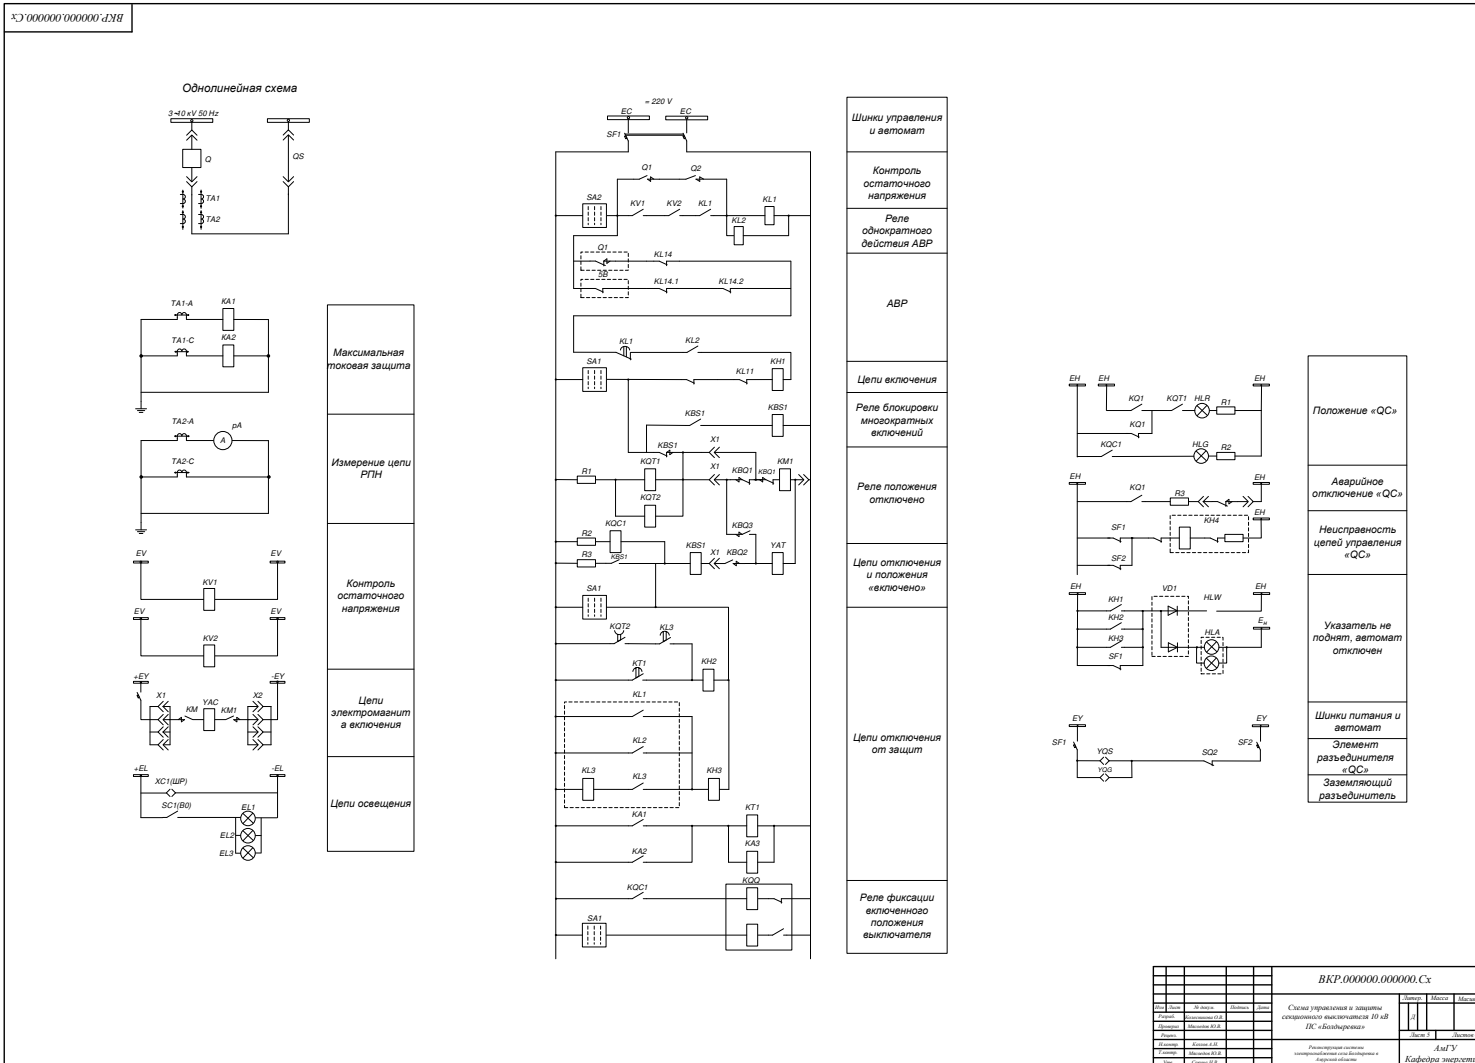 ВКР.000000.000000.Сх
Однолинейная схема
3~10 kV 50 Hz
Q
QS
TA1
TA2
TA1-A
KA1
TA1-C
KA2
TA2-A
pA
A
TA2-C
EV
EV
KV1
EV
EV
KV2
+EY
-EY
X1
KM
YAC
KM1
X2
+EL
-EL
XC1(ШР)
SC1(В0)
EL1
EL2
EL3
Максимальная
токовая защита
Измерение цепи
РПН
Контроль
остаточного
напряжения
Цепи
электромагнит
а включения
Цепи освещения
= 220 V
EC
EC
SF1
Q1
Q2
SA2
KV1
KV2
KL1
KL1
KL2
Q1
KL14
SB
KL14.1
KL14.2
KL1
KL2
SA1
KL11
KH1
KBS1
KBS1
KBS1
X1
R1
KQT1
X1
KBQ1
KBQ1
KM1
KQT2
KBQ3
KQC1
R2
R3
KBS1
KBS1
X1
KBQ2
YAT
SA1
KQT2
KL3
KT1
KH2
KL1
KL2
KL3
KL3
KH3
KA1
KT1
KA2
KA3
KQC1
KQQ
SA1
Шинки управления
и автомат
Контроль
остаточного
напряжения
Реле
однократного
действия АВР
АВР
Цепи включения
Реле блокировки
многократных
включений
Реле положения
отключено
Цепи отключения
и положения
«включено»
Цепи отключения
от защит
Реле фиксации
включенного
положения
выключателя
EH
EH
EH
KQ1
KQT1
HLR
R1
KQ1
KQC1
HLG
R2
EH
EH
KQ1
R3
SF1
KH4
EH
SF2
EH
EH
KH1
VD1
HLW
KH2
KH3
HLA
Eн
SF1
EY
EY
SF1
YQS
SQ2
SF2
YQG
Положение «QC»
Аварийное
отключение «QC»
Неисправность
цепей управления
«QC»
Указатель не
поднят, автомат
отключен
Шинки питания и
автомат
Элемент
разъединителя
«QC»
Заземляющий
разъединитель
ВКР.000000.000000.Сх
Схема управления и защиты
секционного выключателя 10 кВ
ПС «Болдыревка»
Литер.
Масса
Л
Лист 5
Листов
АмГУ